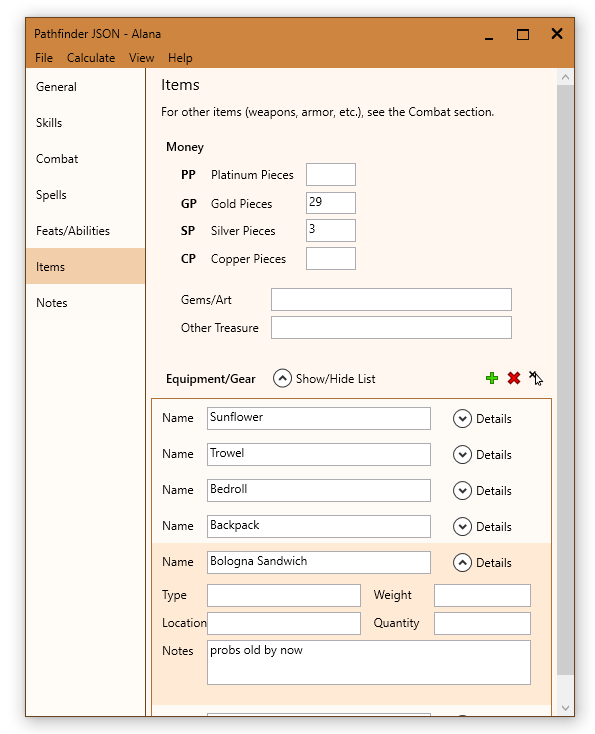 Pathfinder JSON - Alana
File Calculate View Help
General
Skills
Combat
Spells
Feats/Abilities
Items
Notes
Items
For other items (weapons, armor, etc.), see the Combat section.
Money
PP Platinum Pieces
GP Gold Pieces 29
SP Silver Pieces 3
CP Copper Pieces
Gems/Art
Other Treasure
Equipment/Gear Show/Hide List
Name Sunflower Details
Name Trowel Details
Name Bedroll Details
Name Backpack Details
Name Bologna Sandwich Details
Type Weight
Location Quantity
Notes probs old by now